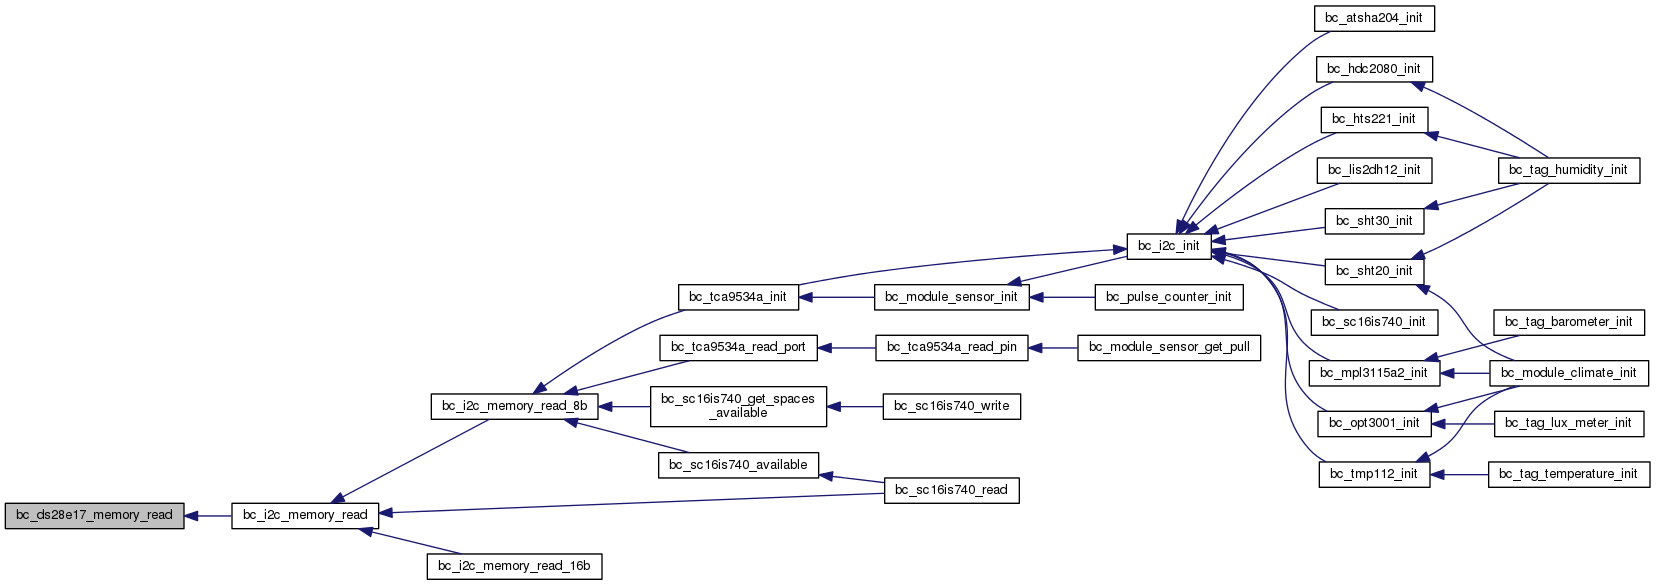 bc_atsha204_init
bc_hdc2080_init
bc_hts221_init
bc_lis2dh12_init
bc_tag_humidity_init
bc_sht30_init
bc_i2c_init
bc_sht20_init
bc_tca9534a_init
bc_module_sensor_init
bc_pulse_counter_init
bc_sc16is740_init
bc_tag_barometer_init
bc_tca9534a_read_port
bc_tca9534a_read_pin
bc_module_sensor_get_pull
bc_mpl3115a2_init
bc_module_climate_init
bc_i2c_memory_read_8b
bc_sc16is740_get_spaces
_available
bc_sc16is740_write
bc_opt3001_init
bc_tag_lux_meter_init
bc_sc16is740_available
bc_tmp112_init
bc_tag_temperature_init
bc_sc16is740_read
bc_ds28e17_memory_read
bc_i2c_memory_read
bc_i2c_memory_read_16b